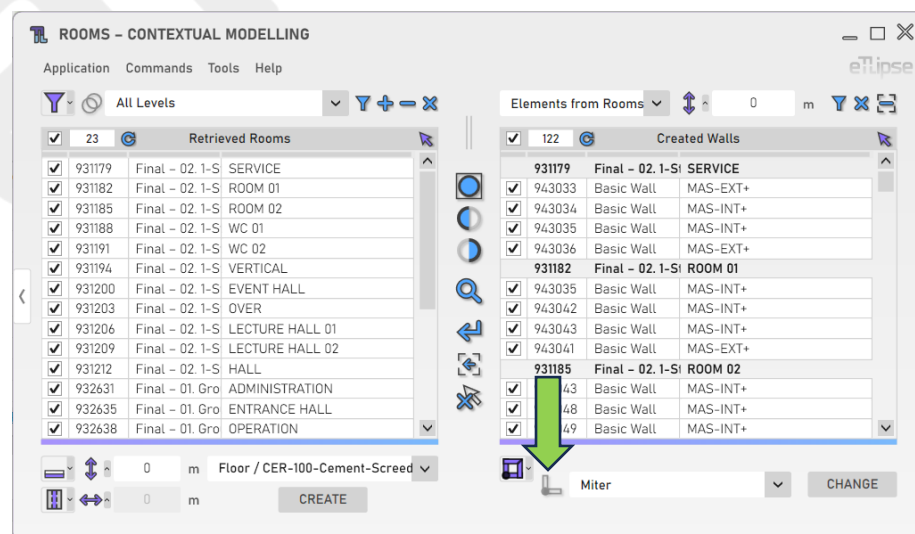 ROOMS – CONTEXTUAL MODELLING
Application Commands Tools Help
eTLipse
All Levels
Elements from Rooms 0 m
23 Retrieved Rooms
122 Created Walls
931179 Final – 02. 1-S SERVICE
931182 Final – 02. 1-S ROOM 01
931185 Final – 02. 1-S ROOM 02
931188 Final – 02. 1-S WC 01
931191 Final – 02. 1-S WC 02
931194 Final – 02. 1-S VERTICAL
931200 Final – 02. 1-S EVENT HALL
931203 Final – 02. 1-S OVER
931206 Final – 02. 1-S LECTURE HALL 01
931209 Final – 02. 1-S LECTURE HALL 02
931212 Final – 02. 1-S HALL
932631 Final – 01. Gro ADMINISTRATION
932635 Final – 01. Gro ENTRANCE HALL
932638 Final – 01. Gro OPERATION
931179 Final – 02. 1-St SERVICE
943033 Basic Wall MAS-EXT+
943034 Basic Wall MAS-INT+
943035 Basic Wall MAS-INT+
943036 Basic Wall MAS-EXT+
931182 Final – 02. 1-St ROOM 01
943035 Basic Wall MAS-INT+
943042 Basic Wall MAS-INT+
943043 Basic Wall MAS-INT+
943041 Basic Wall MAS-EXT+
931185 Final – 02. 1-St ROOM 02
43 Basic Wall MAS-INT+
48 Basic Wall MAS-INT+
49 Basic Wall MAS-INT+
0 m Floor / CER-100-Cement-Screed
0 m CREATE
Miter CHANGE